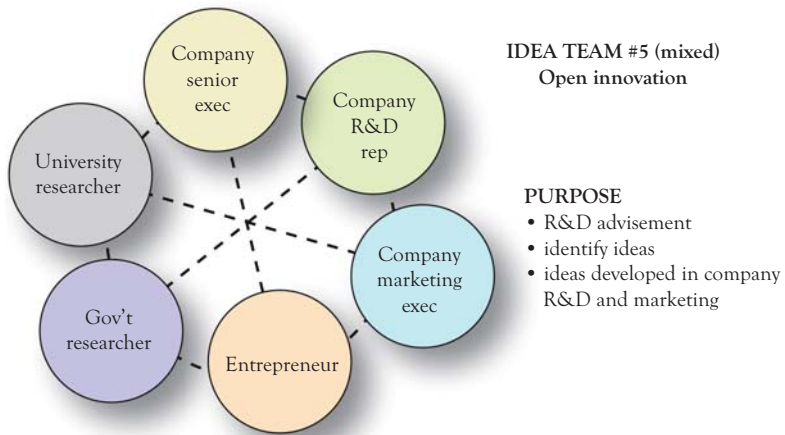 Company
senior
exec
Company
R&D
rep
University
researcher
Company
marketing
exec
Gov't
researcher
Entrepreneur
IDEA TEAM #5 (mixed)
Open innovation
PURPOSE
• R&D advisement
• identify ideas
• ideas developed in company
R&D and marketing